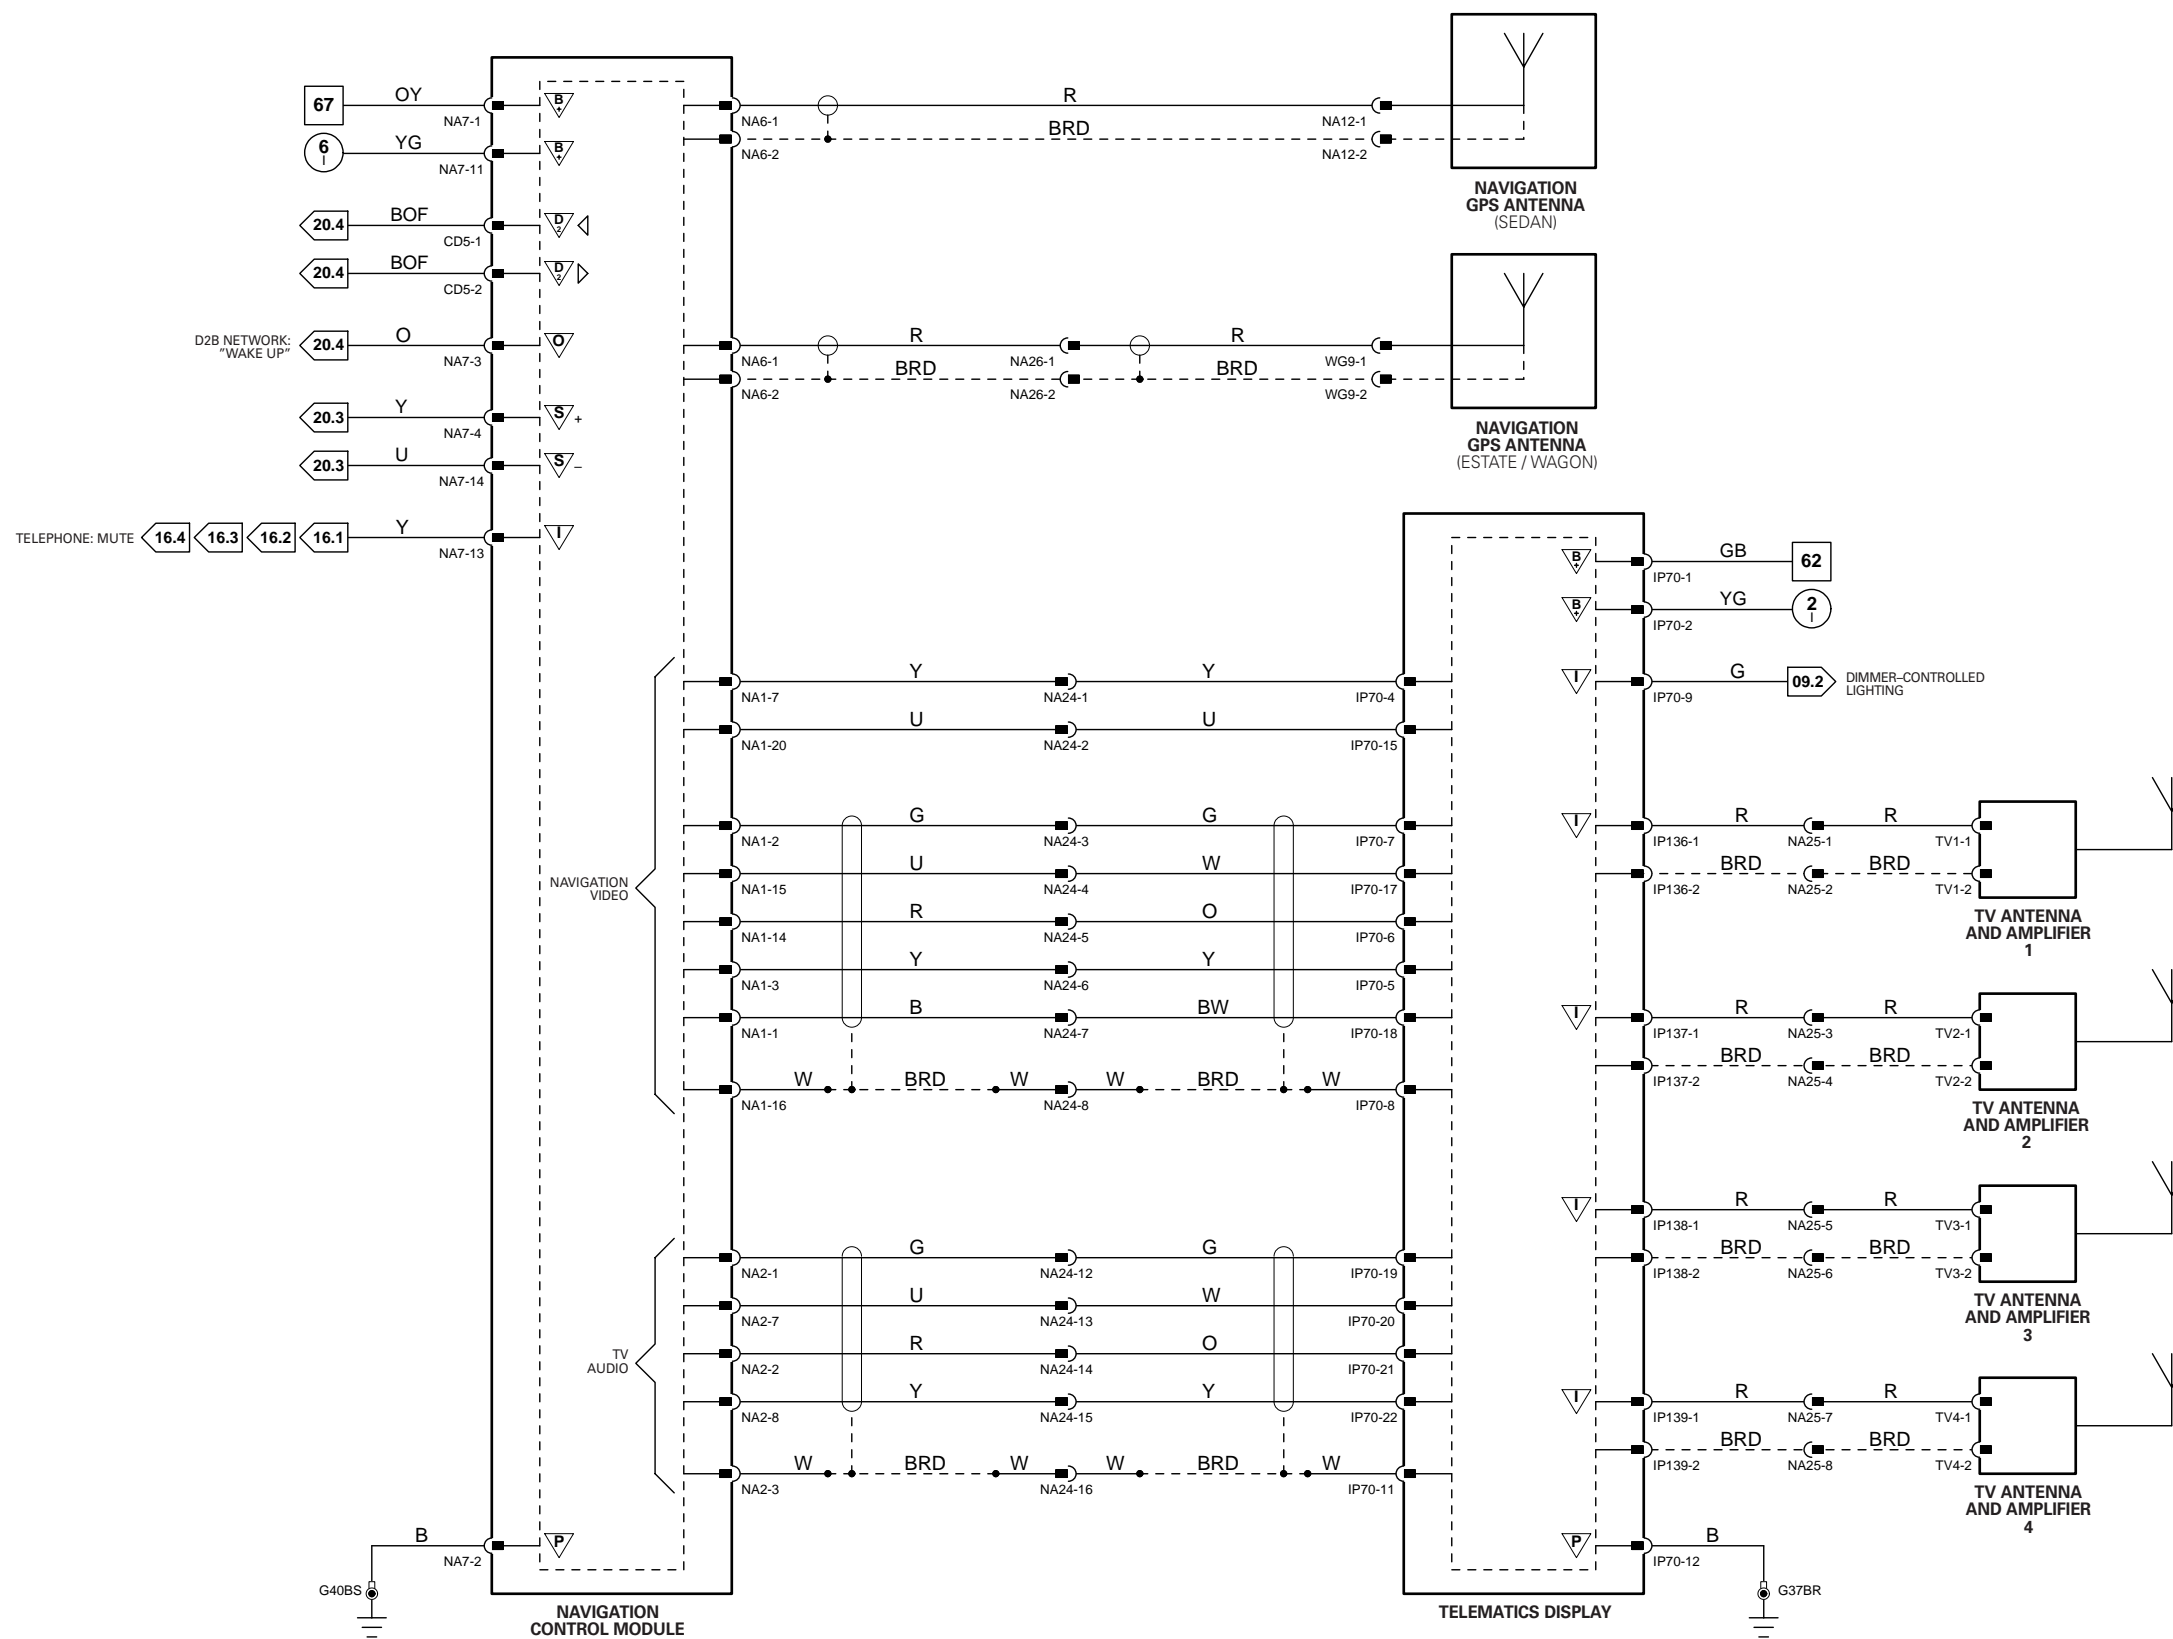 67
OY
NA7-1
B
+
NA6-1
R
NA12-1
BRD
NA6-2
NA12-2
6
I
YG
NA7-11
B
+
NAVIGATION
GPS ANTENNA
(SEDAN)
20.4
BOF
CD5-1
D
2
20.4
BOF
CD5-2
D
2
D2B NETWORK:
"WAKE UP"
20.4
O
NA7-3
O
NA6-1
R
NA26-1
R
WG9-1
NA6-2
BRD
NA26-2
BRD
WG9-2
NAVIGATION
GPS ANTENNA
(ESTATE / WAGON)
20.3
Y
NA7-4
S
+
20.3
U
NA7-14
S
–
TELEPHONE: MUTE
16.4
16.3
16.2
16.1
Y
NA7-13
I
B
+
IP70-1
GB
62
B
+
IP70-2
YG
2
I
I
IP70-9
G
09.2
DIMMER–CONTROLLED
LIGHTING
NAVIGATION
VIDEO
NA1-7
Y
NA24-1
Y
IP70-4
NA1-20
U
NA24-2
U
IP70-15
NA1-2
G
NA24-3
G
IP70-7
NA1-15
U
NA24-4
W
IP70-17
NA1-14
R
NA24-5
O
IP70-6
NA1-3
Y
NA24-6
Y
IP70-5
NA1-1
B
NA24-7
BW
IP70-18
NA1-16
W
BRD
W
NA24-8
W
BRD
W
IP70-8
I
IP136-1
R
NA25-1
R
TV1-1
IP136-2
BRD
NA25-2
BRD
TV1-2
TV ANTENNA
AND AMPLIFIER
1
I
IP137-1
R
NA25-3
R
TV2-1
IP137-2
BRD
NA25-4
BRD
TV2-2
TV ANTENNA
AND AMPLIFIER
2
I
IP138-1
R
NA25-5
R
TV3-1
IP138-2
BRD
NA25-6
BRD
TV3-2
TV ANTENNA
AND AMPLIFIER
3
I
IP139-1
R
NA25-7
R
TV4-1
IP139-2
BRD
NA25-8
BRD
TV4-2
TV ANTENNA
AND AMPLIFIER
4
TV
AUDIO
NA2-1
G
NA24-12
G
IP70-19
NA2-7
U
NA24-13
W
IP70-20
NA2-2
R
NA24-14
O
IP70-21
NA2-8
Y
NA24-15
Y
IP70-22
NA2-3
W
BRD
W
NA24-16
W
BRD
W
IP70-11
B
NA7-2
P
G40BS
P
IP70-12
B
G37BR
NAVIGATION
CONTROL MODULE
TELEMATICS DISPLAY